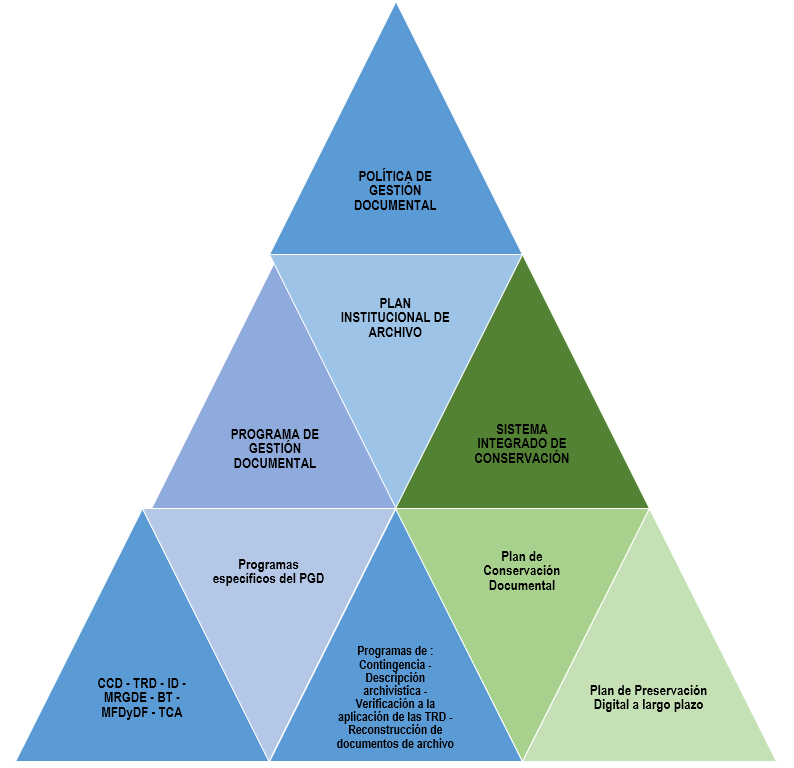 POLÍTICA DE
GESTIÓN
DOCUMENTAL
PLAN
INSTITUCIONAL DE
ARCHIVO
PROGRAMA DE
GESTIÓN
DOCUMENTAL
SISTEMA
INTEGRADO DE
CONSERVACIÓN
Programas
específicos del PGD
Plan de
Conservación
Documental
CCD - TRD - ID -
MRGDE - BT -
MFDyDF - TCA
Programas de :
Contingencia -
Descripción
archivistica -
Verificación a la
aplicación de las TRD -
Reconstrucción de
documentos de archivo
Plan de Preservación
Digital a largo plazo